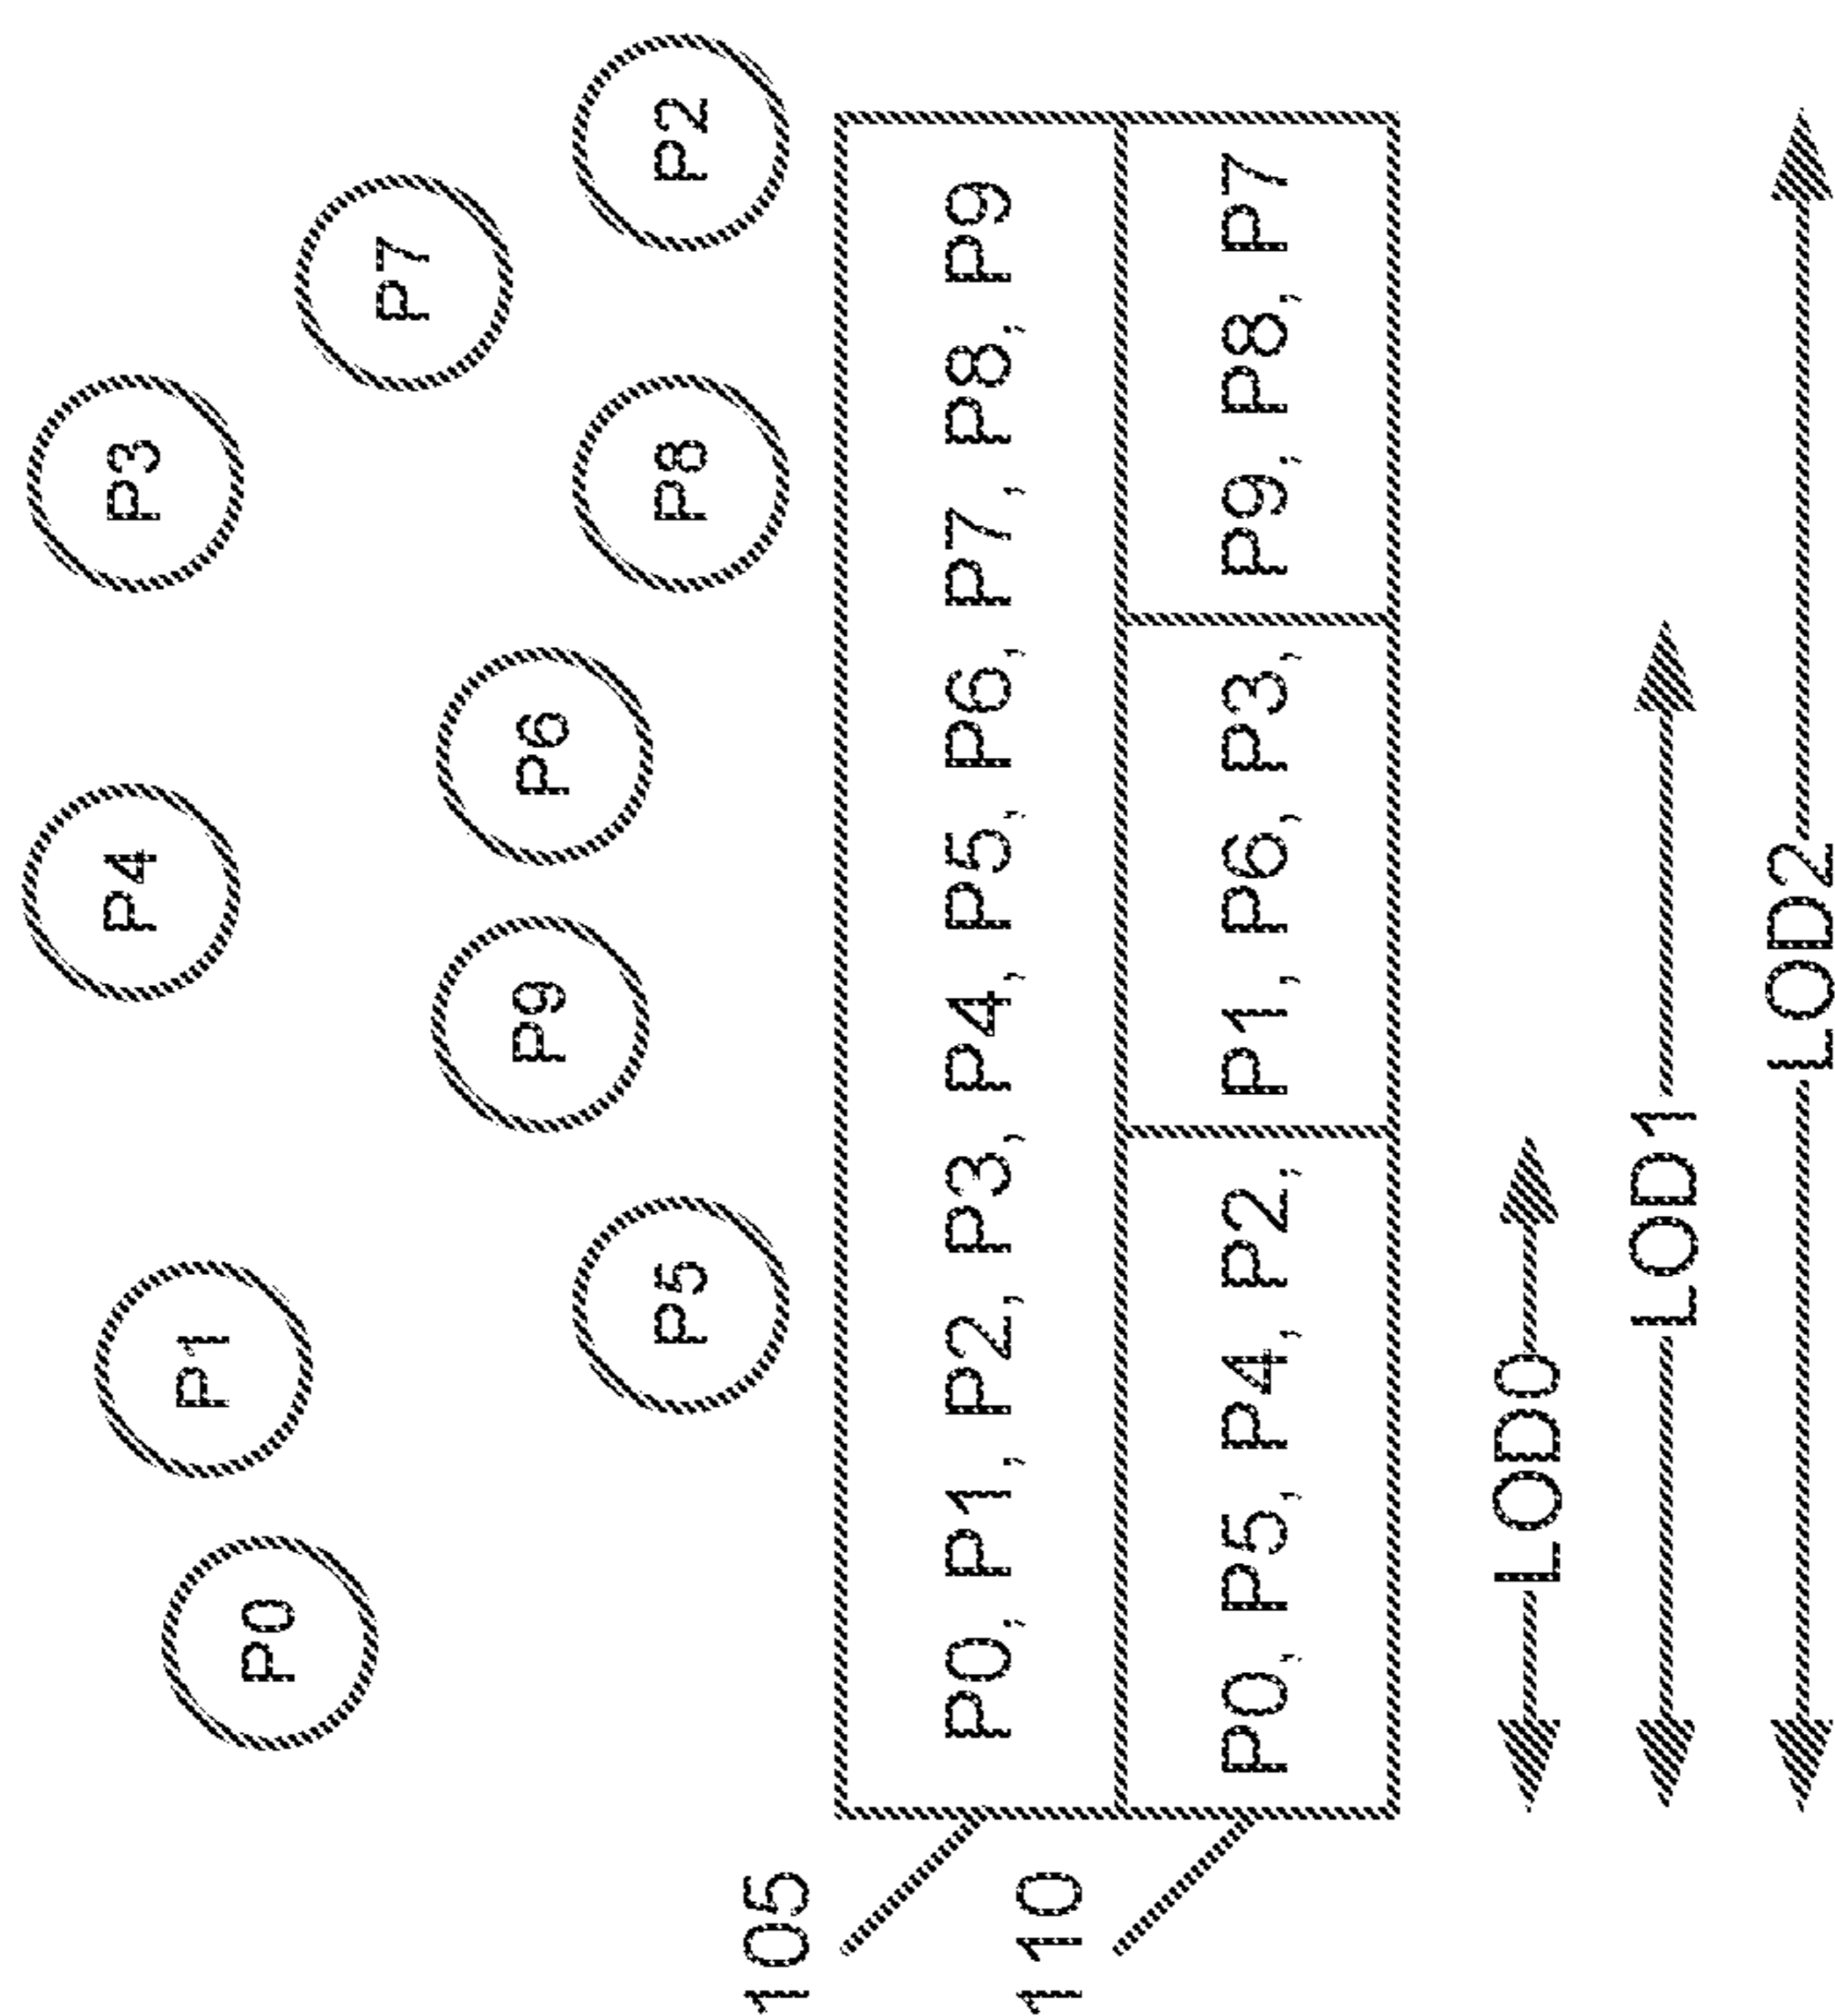 P4 P3
P1
P0
P7
P9 P6
P5 P8 P2
105
P0, P1, P2, P3, P4, P5, P6, P7, P8, P9
110
P0, P5, P4, P2, P1, P6, P3, P9, P8, P7
LOD0
LOD1
LOD2